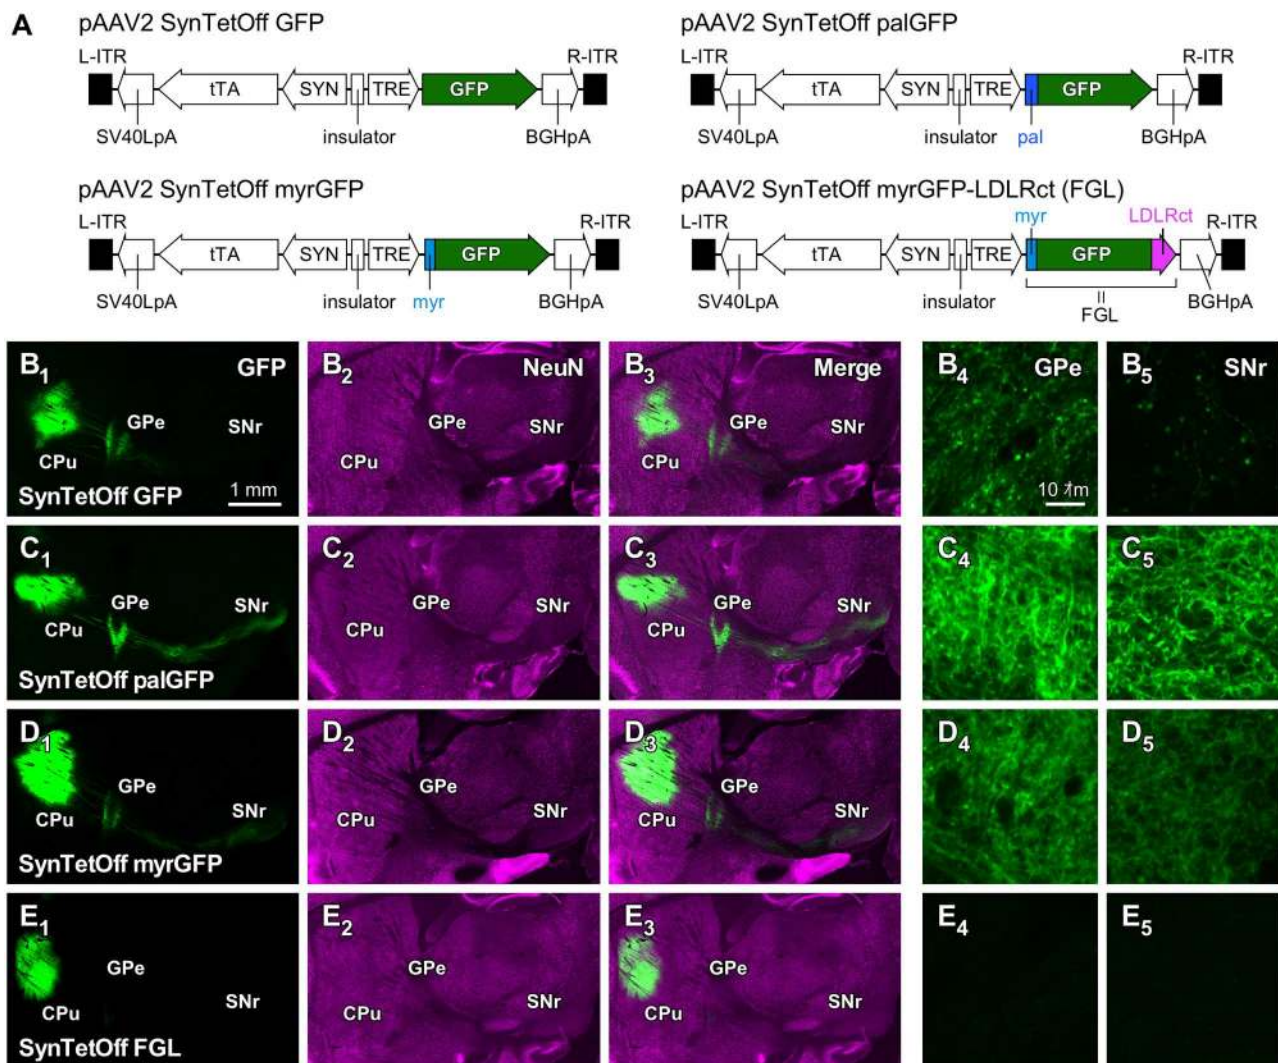 A
pAAV2 SynTetOff GFP
L-ITR
R-ITR
tTA
SYN
TRE
GFP
SV40LpA
insulator
BGHpA
pAAV2 SynTetOff palGFP
L-ITR
R-ITR
tTA
SYN
TRE
GFP
SV40LpA
insulator
pal
BGHpA
pAAV2 SynTetOff myrGFP
L-ITR
R-ITR
tTA
SYN
TRE
GFP
SV40LpA
insulator
myr
BGHpA
pAAV2 SynTetOff myrGFP-LDLRct (FGL)
L-ITR
myr
LDLRct
R-ITR
tTA
SYN
TRE
GFP
SV40LpA
insulator
FGL
BGHpA
B1
GFP
GPe
SNr
CPu
1 mm
SynTetOff GFP
B2
NeuN
GPe
SNr
CPu
B3
Merge
GPe
SNr
CPu
B4
GPe
B5
SNr
C1
GPe
SNr
CPu
SynTetOff palGFP
C2
GPe
SNr
CPu
C3
GPe
SNr
CPu
C4
C5
D1
GPe
SNr
CPu
SynTetOff myrGFP
D2
GPe
SNr
CPu
D3
GPe
SNr
CPu
D4
D5
E1
GPe
SNr
CPu
SynTetOff FGL
E2
GPe
SNr
CPu
E3
GPe
SNr
CPu
E4
E5